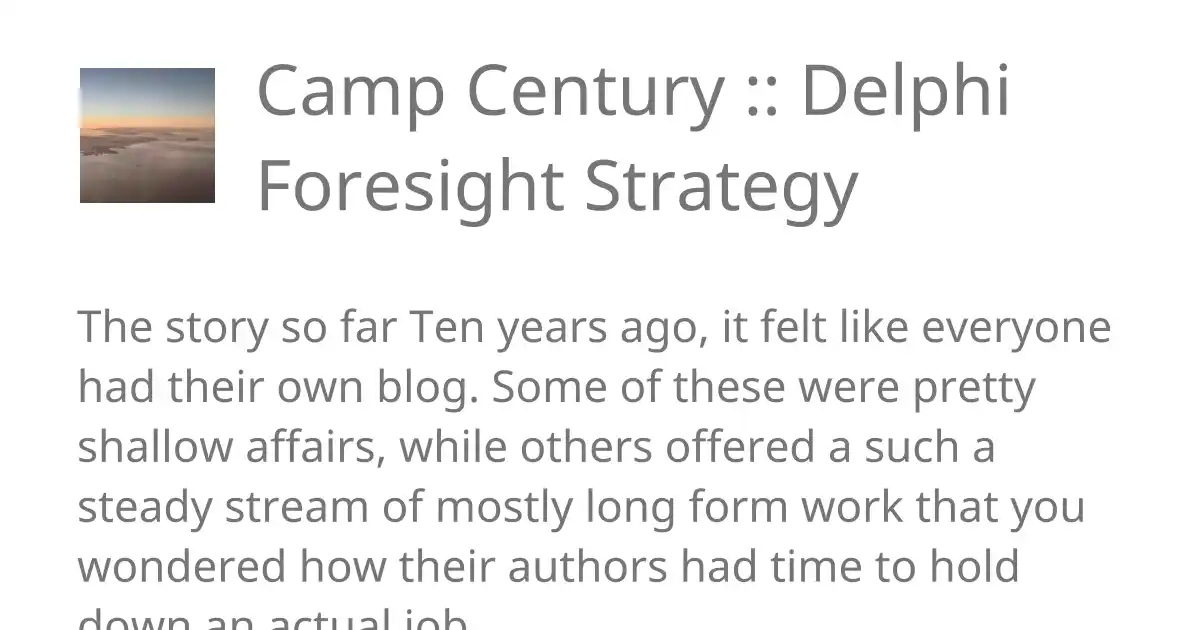 Camp Century :: Delphi
Foresight Strategy
The story so far Ten years ago, it felt like everyone
had their own blog. Some of these were pretty
shallow affairs, while others offered a such a
steady stream of mostly long form work that you
wondered how their authors had time to hold
down an actual job